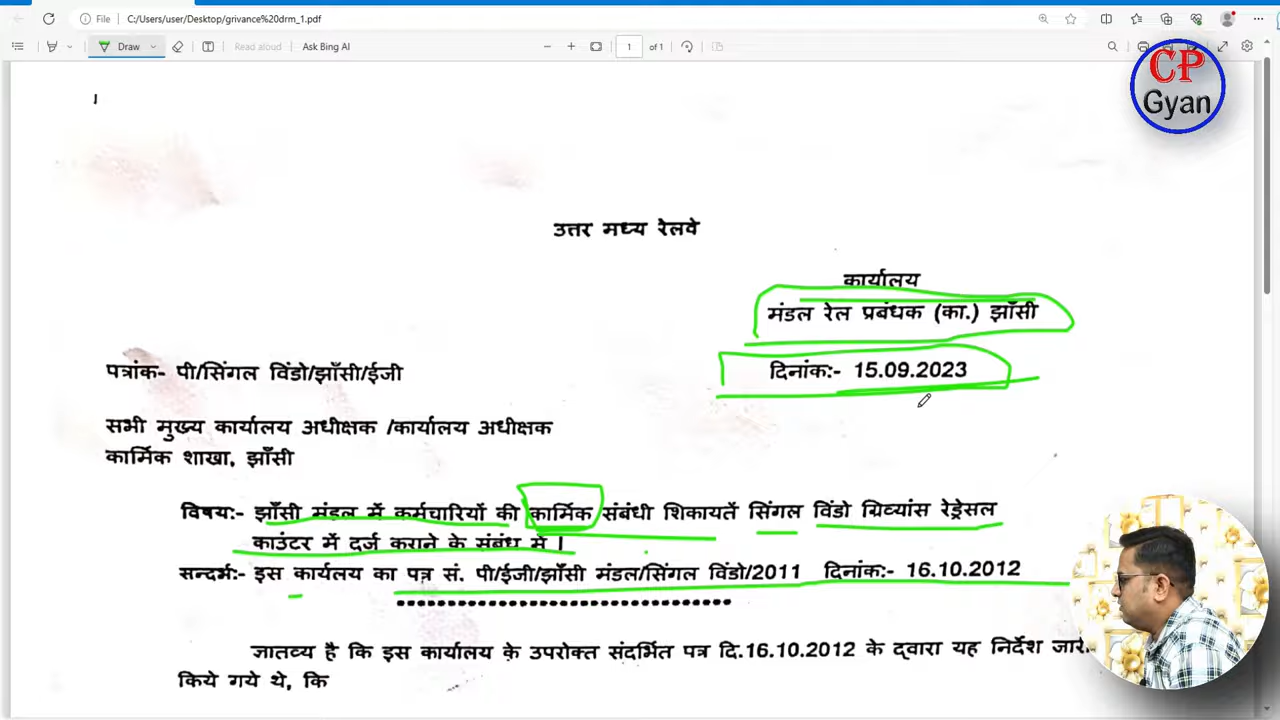 File
C:/Users/user/Desktop/grivance%20drm_1.pdf
Draw
Read aloud
Ask Bing AI
1
of 1
CP
Gyan
उत्तर मध्य रेलवे
कार्यालय
मंडल रेल प्रबंधक (का.) झाँसी
पत्रांक- पी/सिंगल विंडो/झाँसी/ईजी
दिनांक:- 15.09.2023
सभी मुख्य कार्यालय अधीक्षक /कार्यालय अधीक्षक
कार्मिक शाखा, झाँसी
विषय:- झाँसी मंडल में कर्मचारियों की कार्मिक संबंधी शिकायतें सिंगल विंडो ग्रिव्यांस रेड्रेसल
काउंटर में दर्ज कराने के संबंध में ।
सन्दर्भ:- इस कार्यलय का पत्र सं. पी/ईजी/झाँसी मंडल/सिंगल विंडो/2011 दिनांक:- 16.10.2012
ज्ञातव्य है कि इस कार्यालय के उपरोक्त संदर्भित पत्र दि.16.10.2012 के द्वारा यह निर्देश
किये गये थे, कि